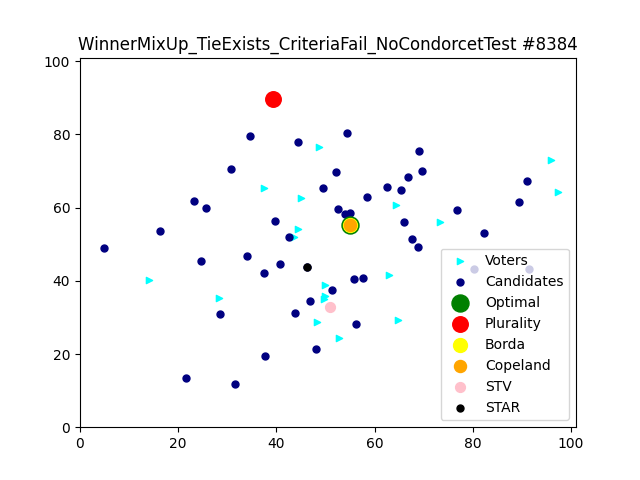 WinnerMixUp_TieExists_CriteriaFail_NoCondorcetTest #8384
100
80
60
40
20
0
0 20 40 60 80 100
Voters
Candidates
Optimal
Plurality
Borda
Copeland
STV
STAR